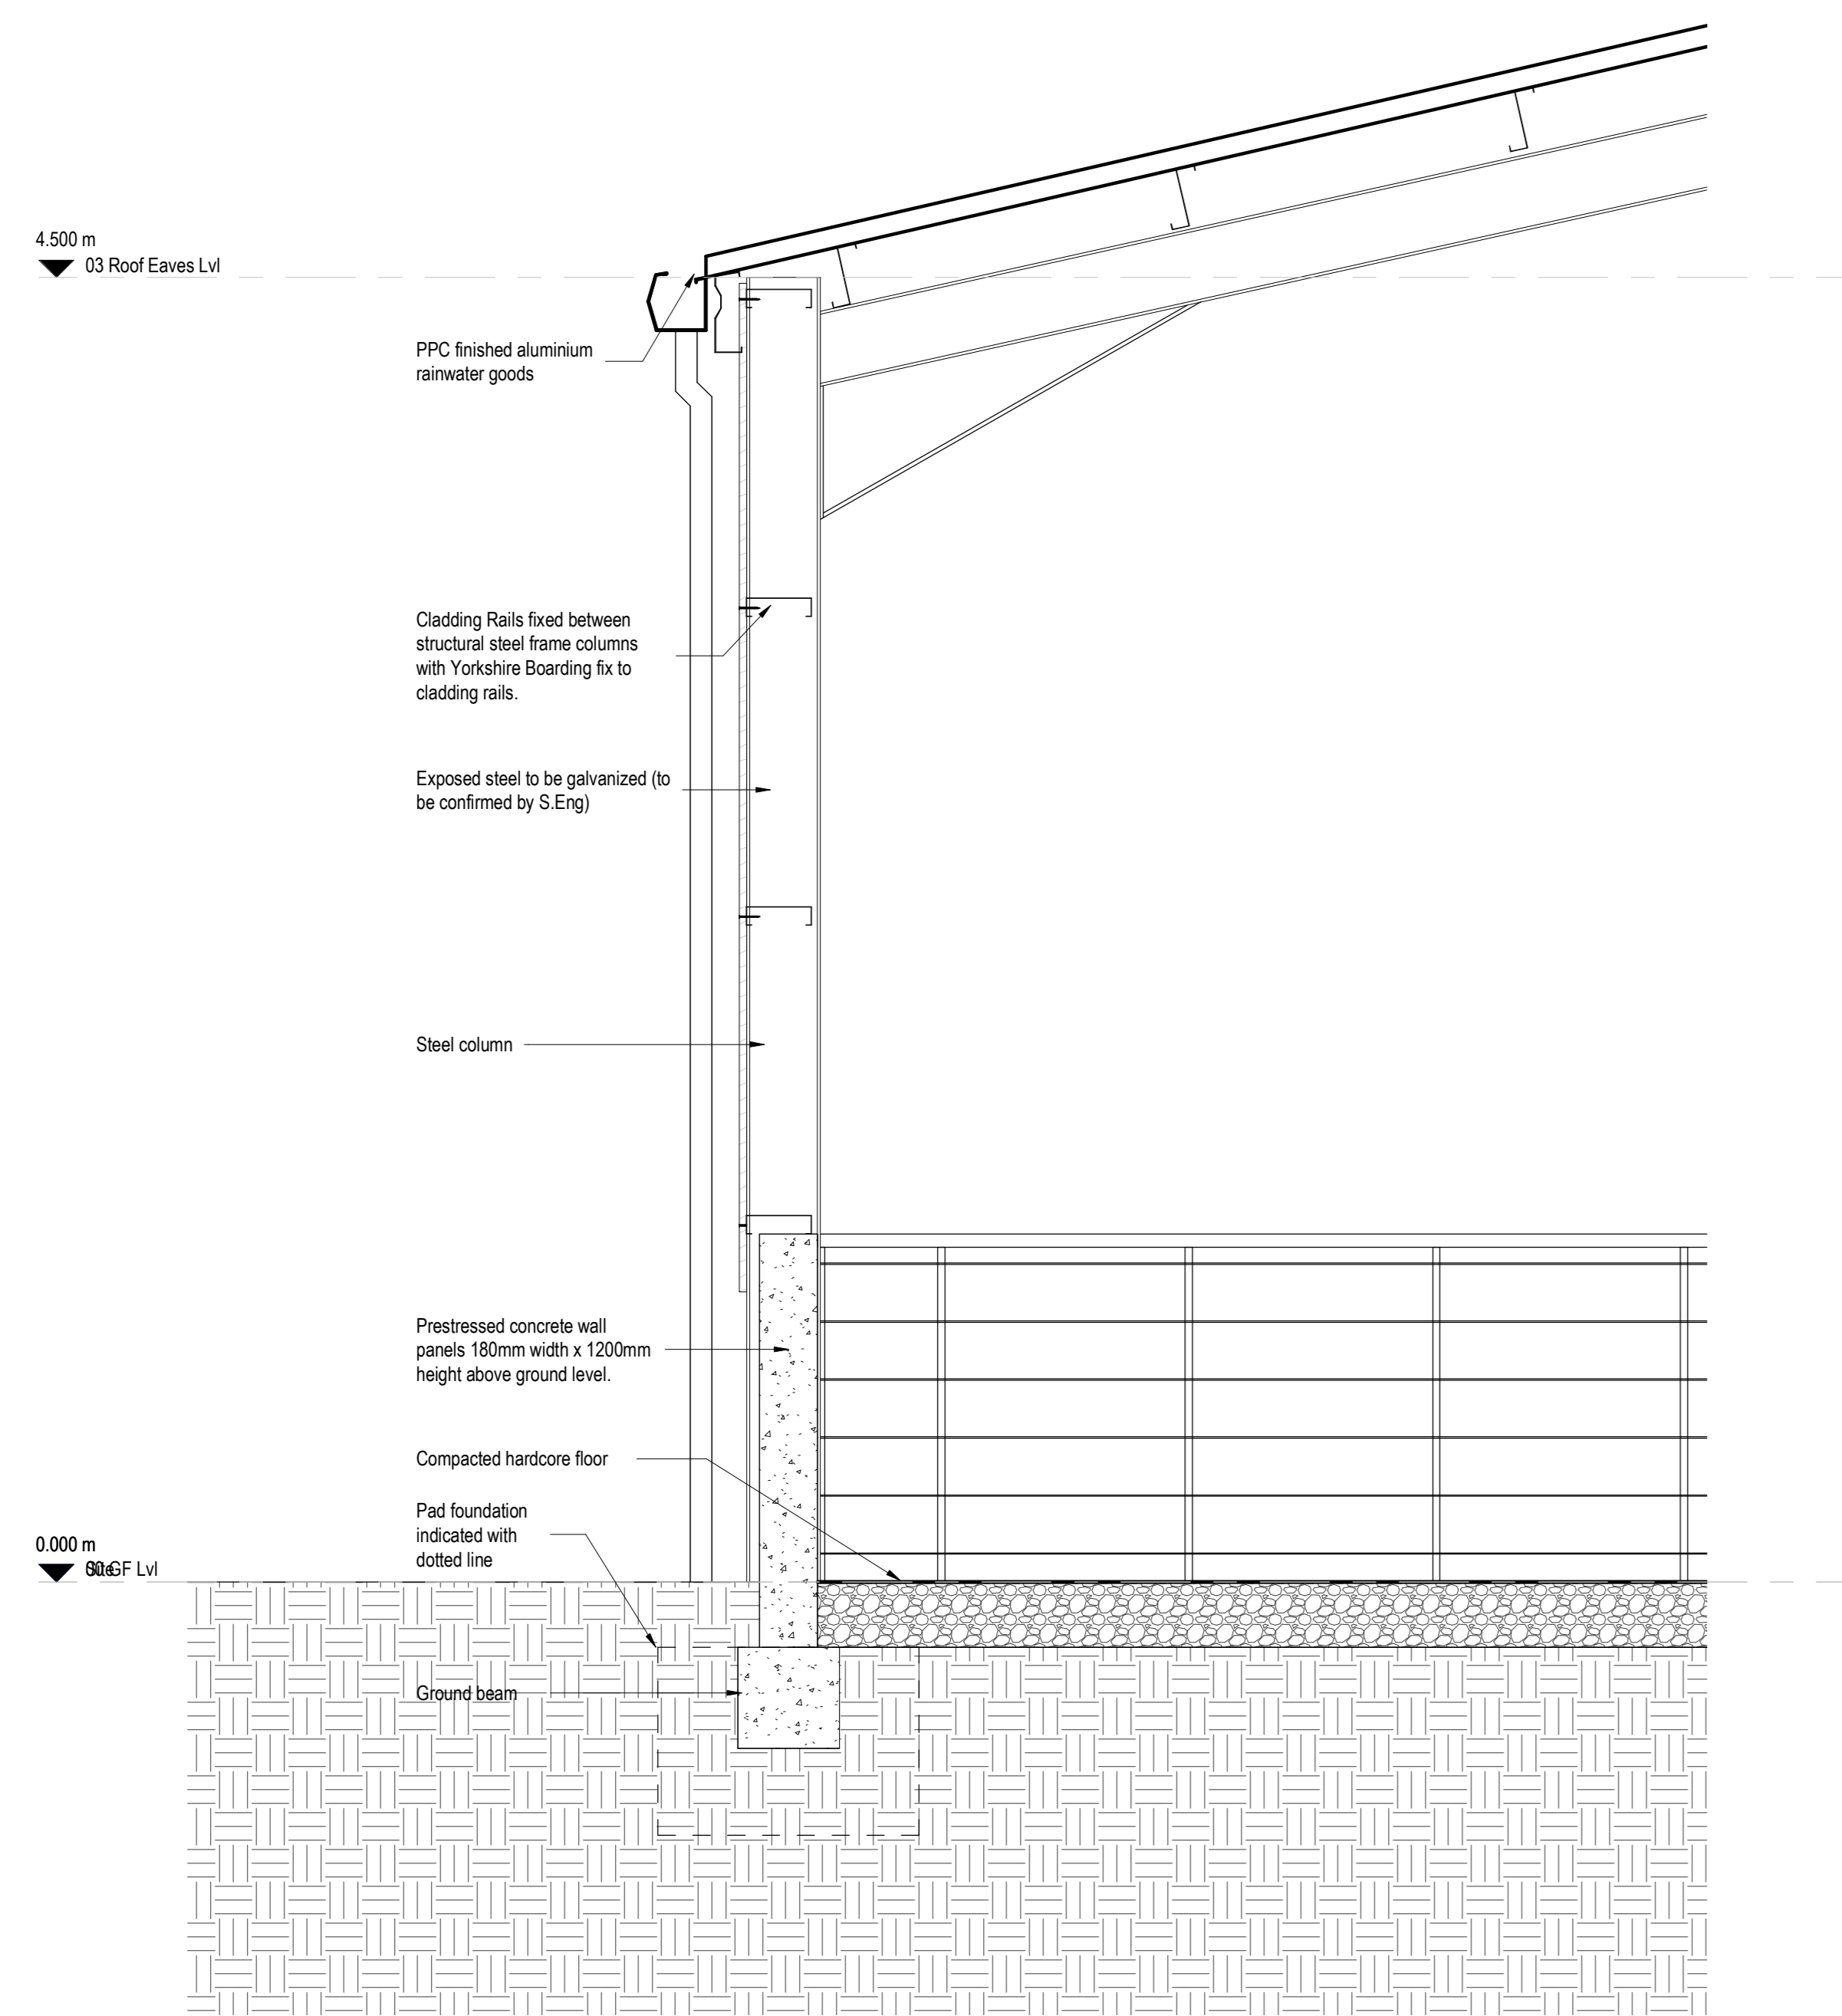 4.500 m
03 Roof Eaves Lvl
PPC finished aluminium
rainwater goods
Cladding Rails fixed between
structural steel frame columns
with Yorkshire Boarding fix to
cladding rails.
Exposed steel to be galvanized (to
be confirmed by S.Eng)
Steel column
Prestressed concrete wall
panels 180mm width x 1200mm
height above ground level.
Compacted hardcore floor
Pad foundation
indicated with
dotted line
0.000 m
GF Lvl
Ground beam